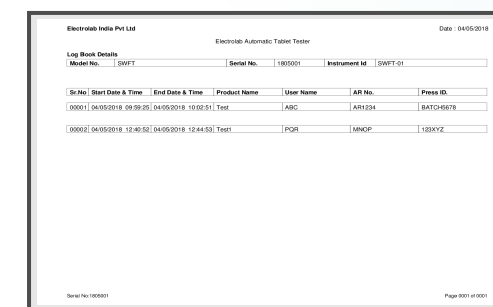 Electrolab India Pvt Ltd Date : 04/05/2018
Electrolab Automatic Tablet Tester
Log Book Details
Model No. SWFT Serial No. 1805001 Instrument Id SWFT-01
Sr.No Start Date & Time End Date & Time Product Name User Name AR No. Press ID.
00001 04/05/2018 09:59:25 04/05/2018 10:02:51 Test ABC AR1234 BATCH5678
00002 04/05/2018 12:40:52 04/05/2018 12:44:53 Test1 PQR MNOP 123XYZ
Serial No:1805001 Page 0001 of 0001